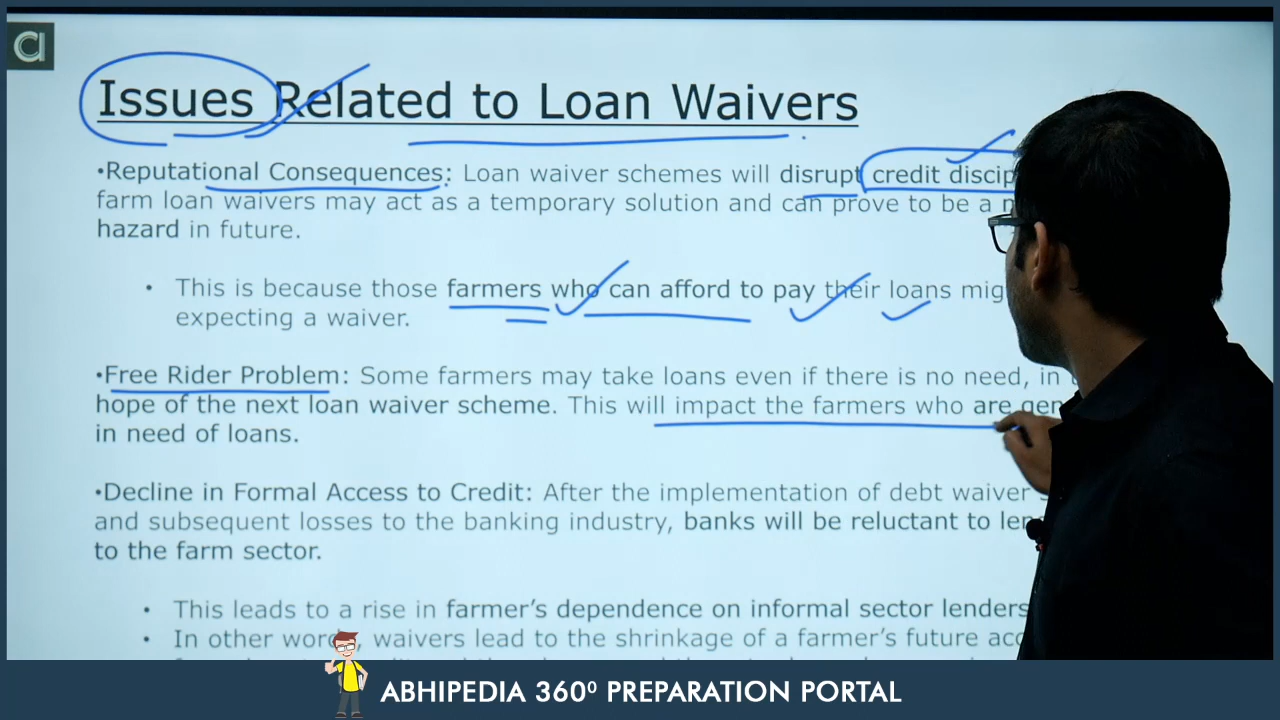 Issues Related to Loan Waivers
•Reputational Consequences: Loan waiver schemes will disrupt credit
farm loan waivers may act as a temporary solution and can prove to be a
hazard in future.
• This is because those farmers who can afford to pay their loans
expecting a waiver.
•Free Rider Problem: Some farmers may take loans even if there is no need, in
hope of the next loan waiver scheme. This will impact the farmers who are
in need of loans.
•Decline in Formal Access to Credit: After the implementation of debt waiver
and subsequent losses to the banking industry, banks will be reluctant to
to the farm sector.
• This leads to a rise in farmer’s dependence on informal sector lenders
• In other words, waivers lead to the shrinkage of a farmer’s future
ABHIPEDIA 360⁰ PREPARATION PORTAL